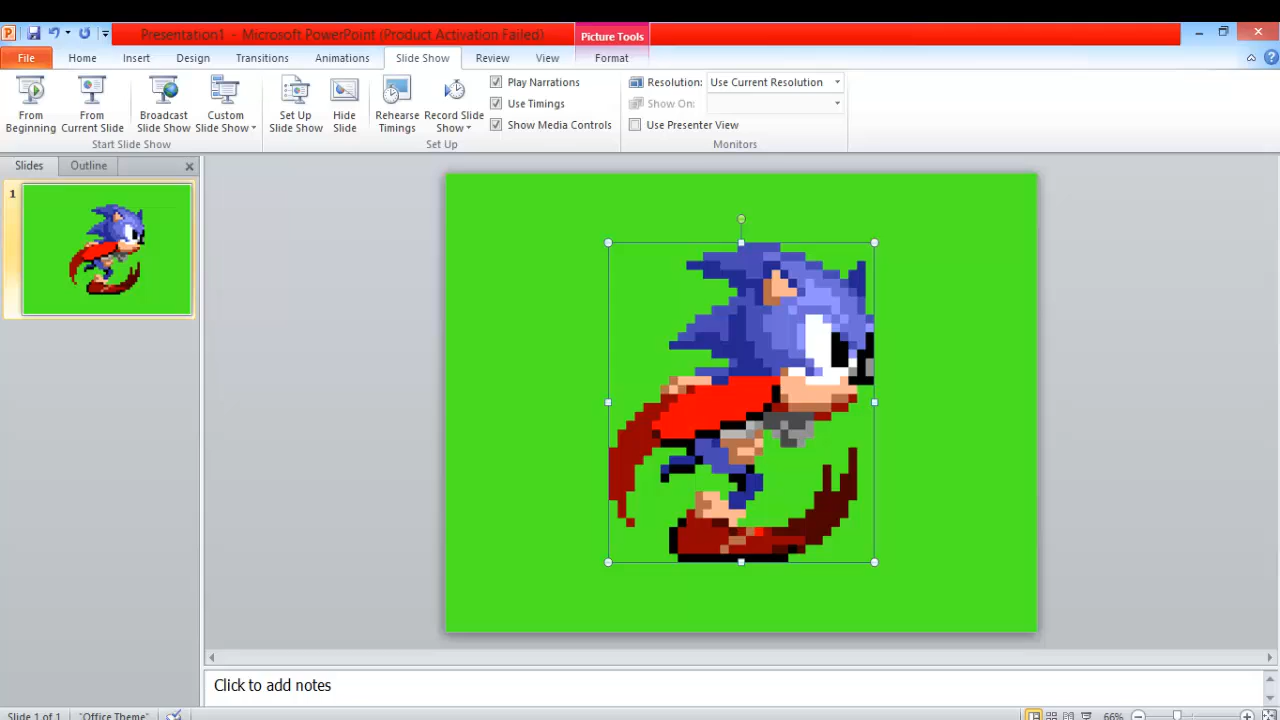 Presentation1 - Microsoft PowerPoint (Product Activation Failed)
Picture Tools
File Home Insert Design Transitions Animations Slide Show Review View Format
From Beginning
From Current Slide
Broadcast Slide Show
Custom Slide Show
Set Up Slide Show
Hide Slide
Rehearse Timings
Record Slide Show
Play Narrations
Use Timings
Show Media Controls
Resolution: Use Current Resolution
Show On:
Use Presenter View
Start Slide Show
Set Up
Monitors
Slides Outline
1
Click to add notes
Slide 1 of 1 "Office Theme" 66%